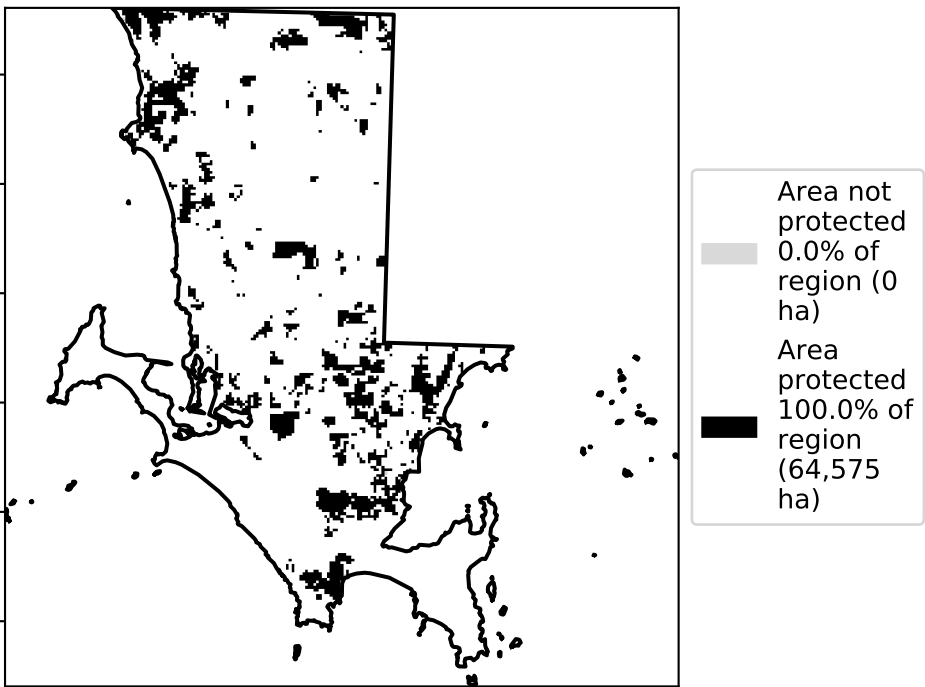 Area not
protected
0.0% of
region (0
ha)
Area
protected
100.0% of
region
(64,575
ha)